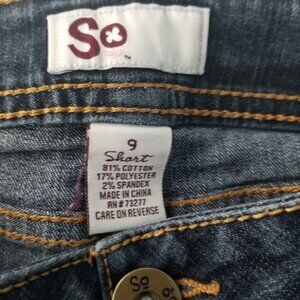 So
9
Short
81% COTTON
17% POLYESTER
2% SPANDEX
MADE IN CHINA
RN# 73277
CARE ON REVERSE
So